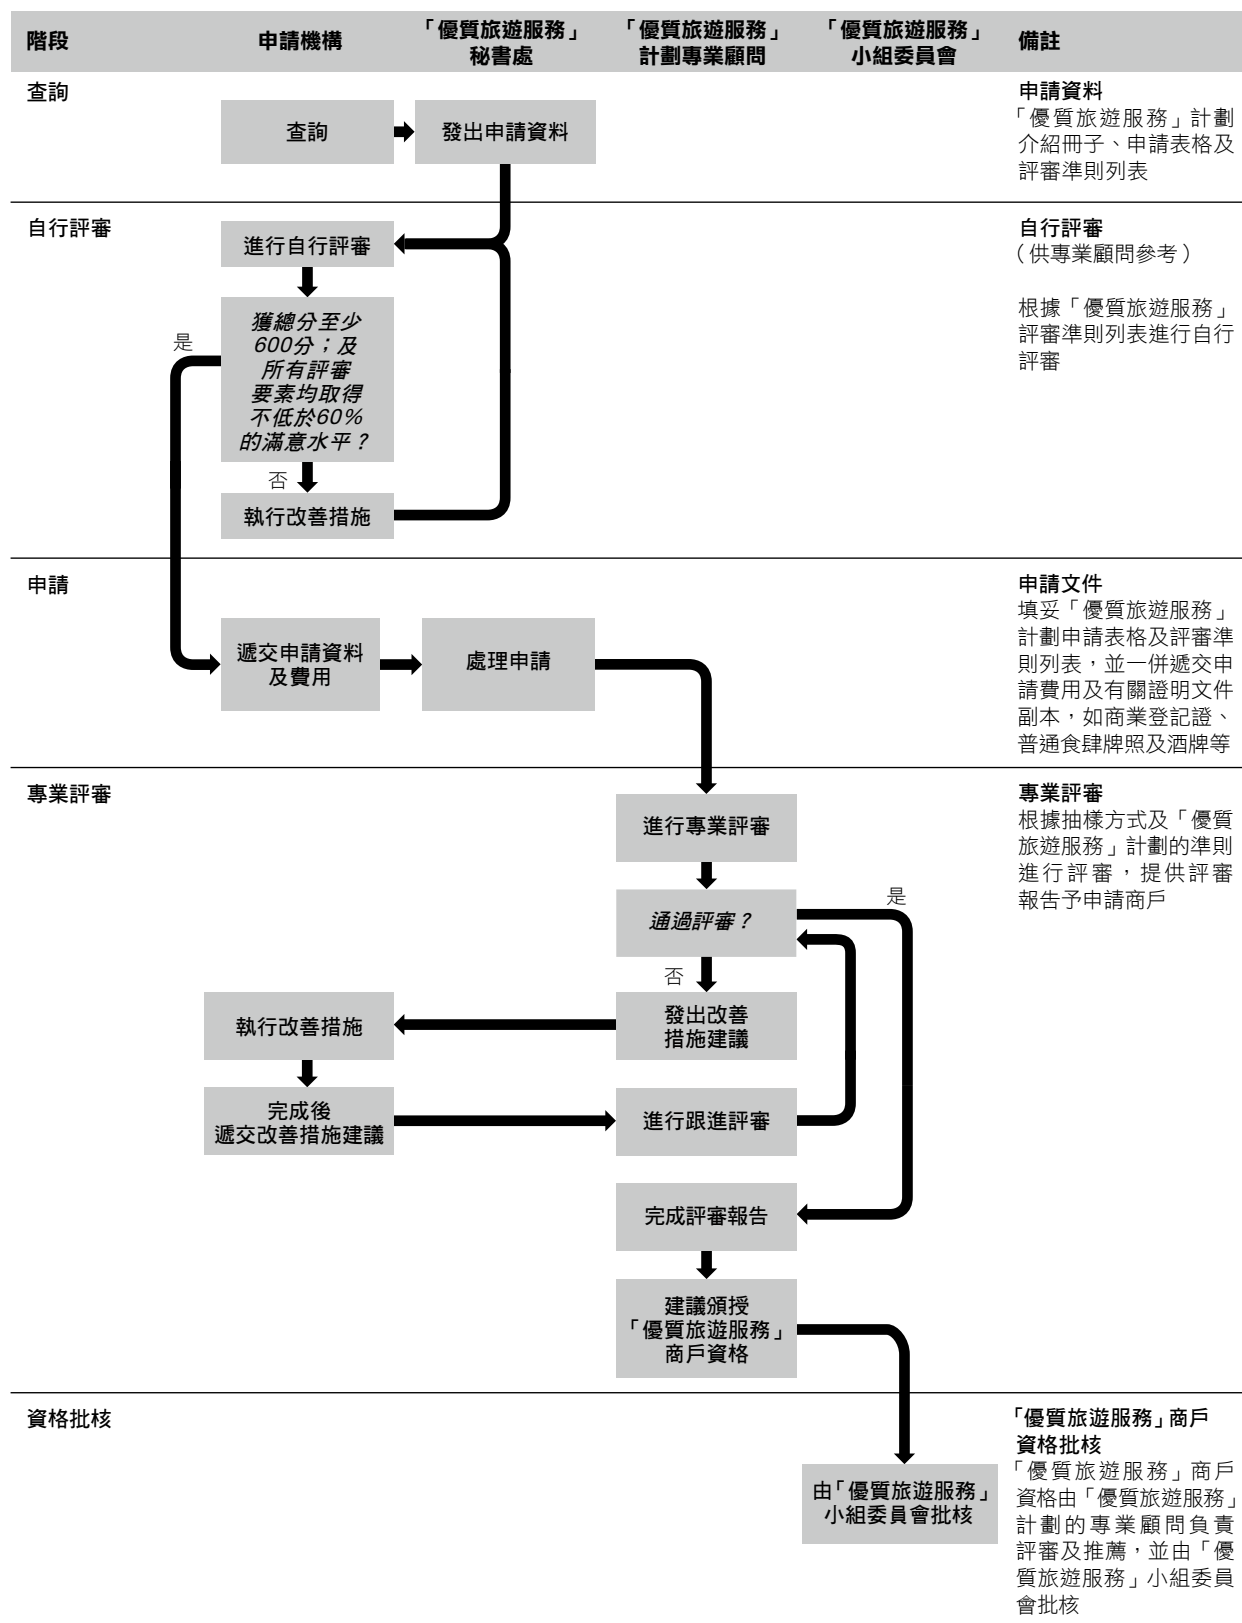 階段
申請機構
「優質旅遊服務」
秘書處
「優質旅遊服務」
計劃專業顧問
「優質旅遊服務」
小組委員會
備註
查詢
查詢
發出申請資料
申請資料
「優質旅遊服務」計劃
介紹冊子、申請表格及
評審準則列表
自行評審
進行自行評審
獲總分至少
600分；及
所有評審
要素均取得
不低於60%
的滿意水平？
是
否
執行改善措施
自行評審
（供專業顧問參考）
根據「優質旅遊服務」
評審準則列表進行自行
評審
申請
遞交申請資料
及費用
處理申請
申請文件
填妥「優質旅遊服務」
計劃申請表格及評審準
則列表，並一併遞交申
請費用及有關證明文件
副本，如商業登記證、
普通食肆牌照及酒牌等
專業評審
進行專業評審
通過評審？
是
否
發出改善
措施建議
執行改善措施
完成後
遞交改善措施建議
進行跟進評審
完成評審報告
建議頒授
「優質旅遊服務」
商戶資格
專業評審
根據抽樣方式及「優質
旅遊服務」計劃的準則
進行評審，提供評審
報告予申請商戶
資格批核
由「優質旅遊服務」
小組委員會批核
「優質旅遊服務」商戶
資格批核
「優質旅遊服務」商戶
資格由「優質旅遊服務」
計劃的專業顧問負責
評審及推薦，並由「優
質旅遊服務」小組委員
會批核